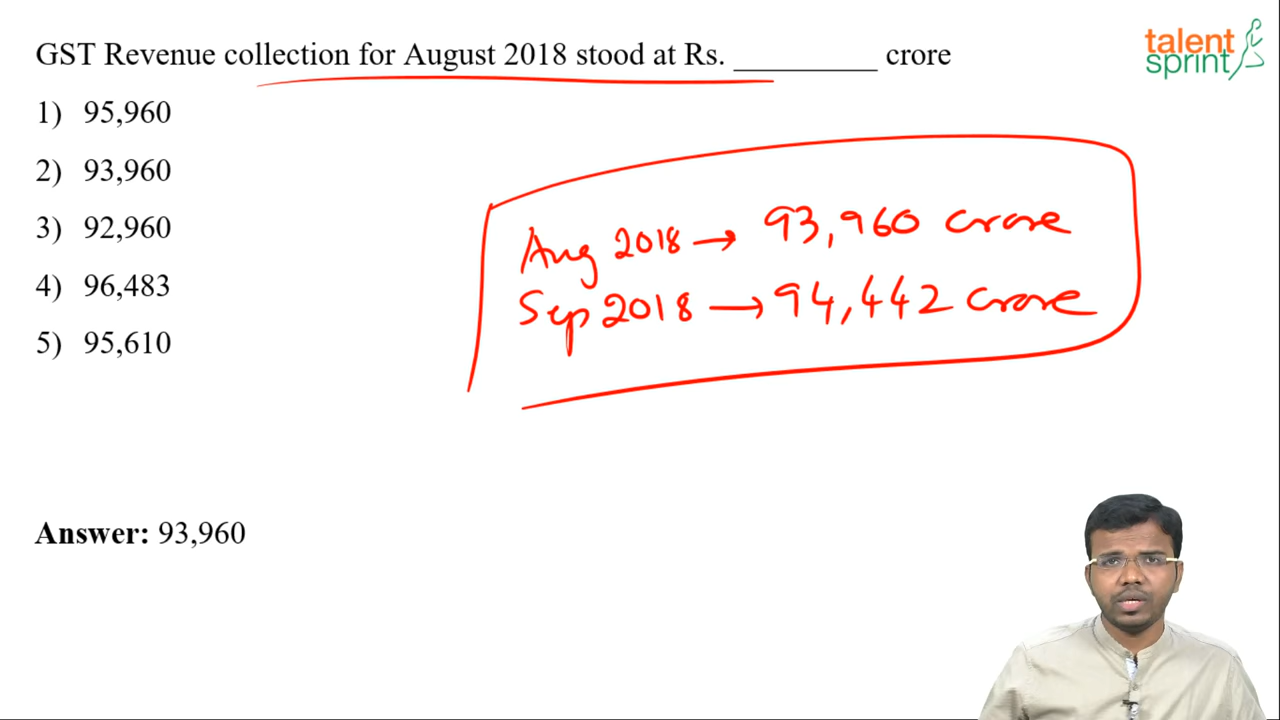 GST Revenue collection for August 2018 stood at Rs. _________ crore
talent
sprint
1) 95,960
2) 93,960
3) 92,960
4) 96,483
5) 95,610
Aug 2018 → 93,960 crore
Sep 2018 → 94,442 crore
Answer: 93,960